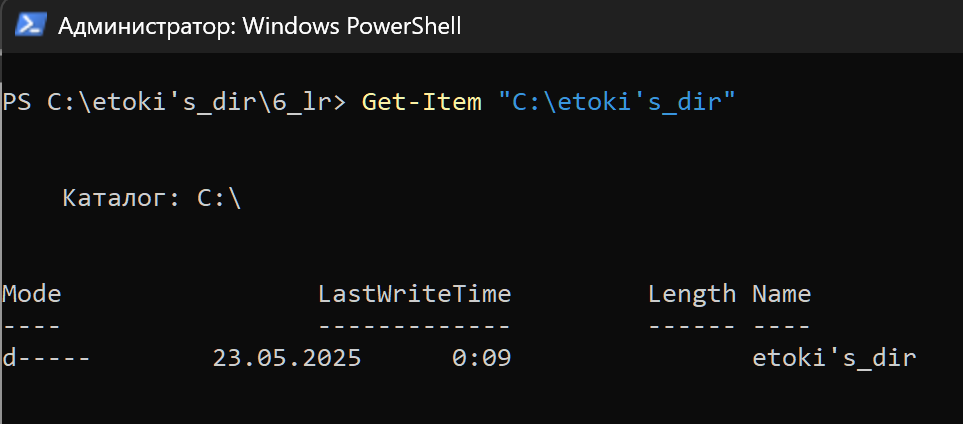 Администратор: Windows PowerShell
PS C:\etoki's_dir\6_lr> Get-Item "C:\etoki's_dir"
Каталог: C:\
Mode LastWriteTime Length Name
---- ------------- ------ ----
d----- 23.05.2025 0:09 etoki's_dir